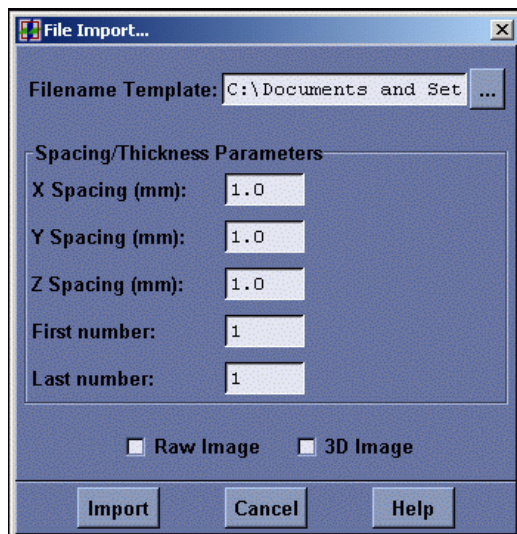 File Import...
Filename Template: C:\Documents and Set ...
Spacing/Thickness Parameters
X Spacing (mm): 1.0
Y Spacing (mm): 1.0
Z Spacing (mm): 1.0
First number: 1
Last number: 1
Raw Image 3D Image
Import Cancel Help